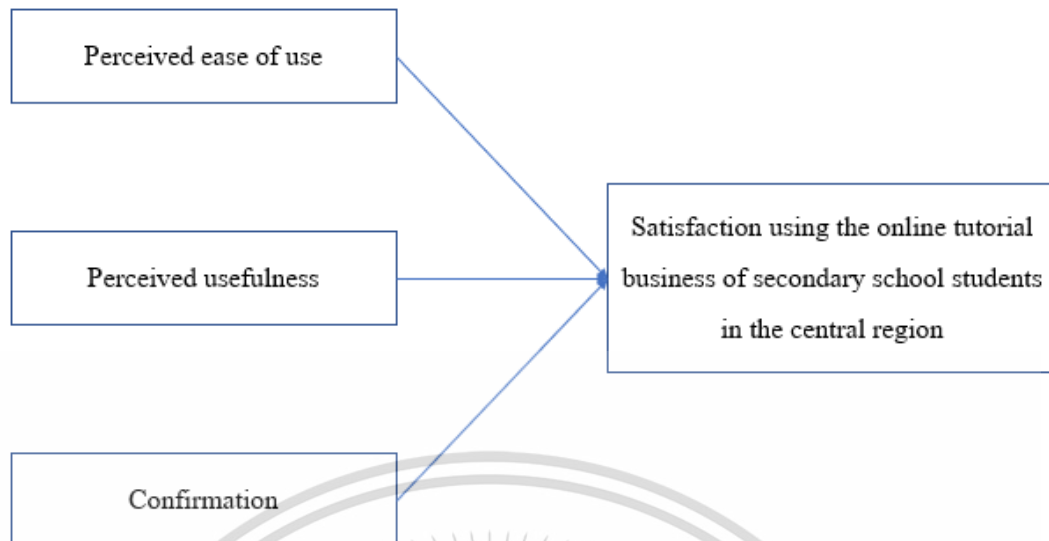 Perceived ease of use
Perceived usefulness
Confirmation
Satisfaction using the online tutorial
business of secondary school students
in the central region